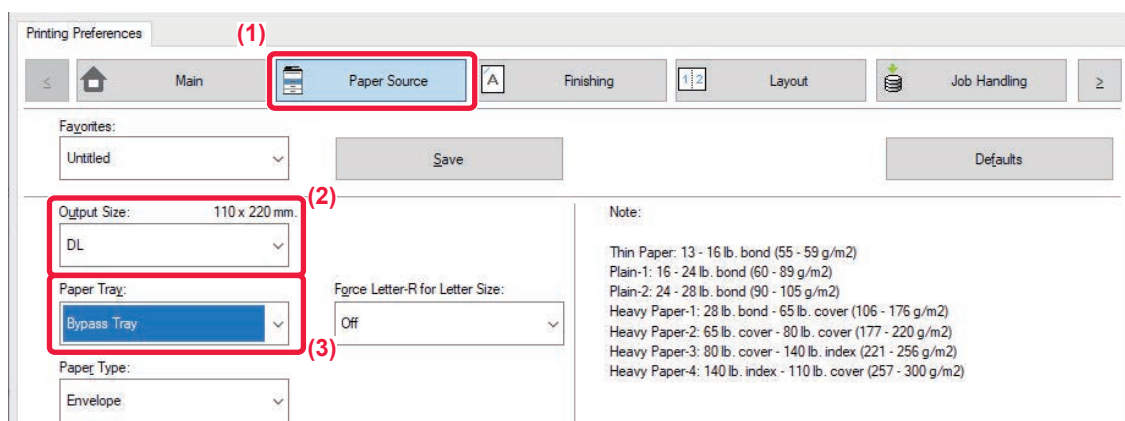 Printing Preferences
(1)
<
Main
Paper Source
A
Finishing
1 2
Layout
Job Handling
>
Favorites:
Untitled
Save
Defaults
(2)
Output Size: 110 x 220 mm.
DL
Paper Tray:
Bypass Tray
(3)
Force Letter-R for Letter Size:
Off
Paper Type:
Envelope
Note:
Thin Paper: 13 - 16 lb. bond (55 - 59 g/m2)
Plain-1: 16 - 24 lb. bond (60 - 89 g/m2)
Plain-2: 24 - 28 lb. bond (90 - 105 g/m2)
Heavy Paper-1: 28 lb. bond - 65 lb. cover (106 - 176 g/m2)
Heavy Paper-2: 65 lb. cover - 80 lb. cover (177 - 220 g/m2)
Heavy Paper-3: 80 lb. cover - 140 lb. index (221 - 256 g/m2)
Heavy Paper-4: 140 lb. index - 110 lb. cover (257 - 300 g/m2)